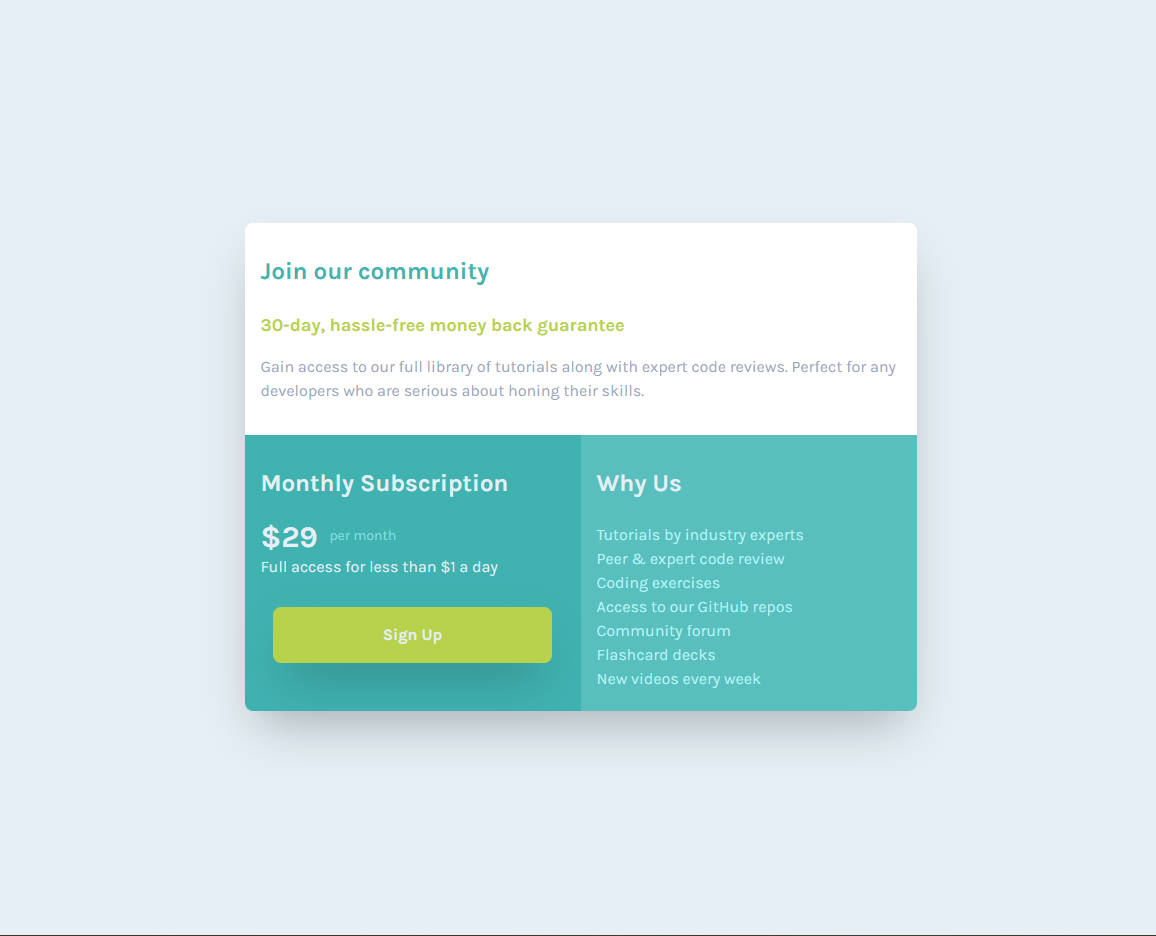 Join our community
30-day, hassle-free money back guarantee
Gain access to our full library of tutorials along with expert code reviews. Perfect for any
developers who are serious about honing their skills.
Monthly Subscription
$29 per month
Full access for less than $1 a day
Sign Up
Why Us
Tutorials by industry experts
Peer & expert code review
Coding exercises
Access to our GitHub repos
Community forum
Flashcard decks
New videos every week